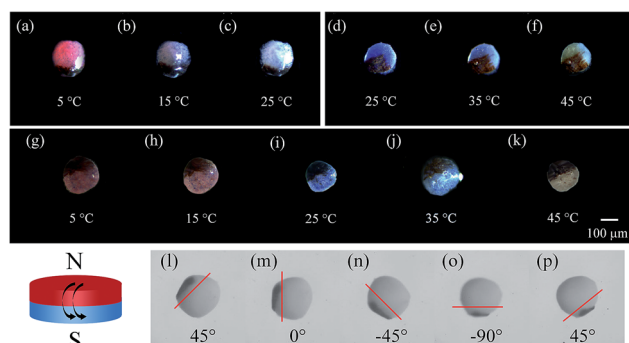 (a) (b) (c) (d) (e) (f)
5 °C 15 °C 25 °C 25 °C 35 °C 45 °C
(g) (h) (i) (j) (k)
5 °C 15 °C 25 °C 35 °C 45 °C
100 μm
N
(l) (m) (n) (o) (p)
S
45° 0° -45° -90° 45°